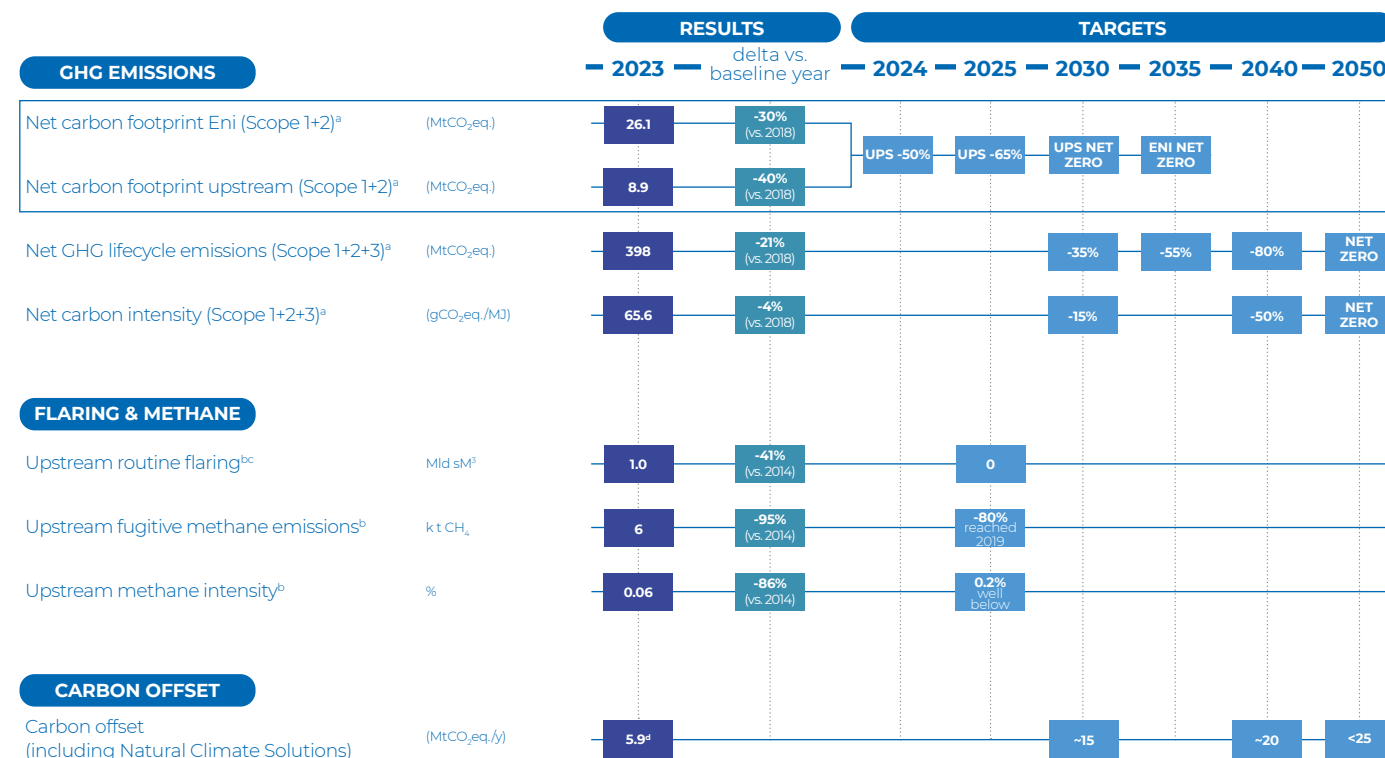 RESULTS TARGETS
GHG EMISSIONS 2023 delta vs. baseline year 2024 2025 2030 2035 2040 2050
Net carbon footprint Eni (Scope 1+2)ᵃ (MtCO₂eq.) 26.1 -30% (vs. 2018)
UPS -50% UPS -65% UPS NET ZERO ENI NET ZERO
Net carbon footprint upstream (Scope 1+2)ᵃ (MtCO₂eq.) 8.9 -40% (vs. 2018)
Net GHG lifecycle emissions (Scope 1+2+3)ᵃ (MtCO₂eq.) 398 -21% (vs. 2018) -35% -55% -80% NET ZERO
Net carbon intensity (Scope 1+2+3)ᵃ (gCO₂eq./MJ) 65.6 -4% (vs. 2018) -15% -50% NET ZERO
FLARING & METHANE
Upstream routine flaringᵇᶜ Mld sM³ 1.0 -41% (vs. 2014) 0
Upstream fugitive methane emissionsᵇ k t CH₄ 6 -95% (vs. 2014) -80% reached 2019
Upstream methane intensityᵇ % 0.06 -86% (vs. 2014) 0.2% well below
CARBON OFFSET
Carbon offset
(including Natural Climate Solutions) (MtCO₂eq./y) 5.9ᵈ ~15 ~20 <25